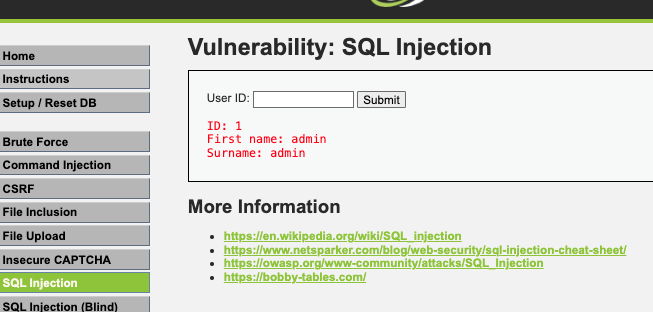 Home
Instructions
Setup / Reset DB
Brute Force
Command Injection
CSRF
File Inclusion
File Upload
Insecure CAPTCHA
SQL Injection
SQL Injection (Blind)
Vulnerability: SQL Injection
User ID: Submit
ID: 1
First name: admin
Surname: admin
More Information
https://en.wikipedia.org/wiki/SQL_injection
https://www.netsparker.com/blog/web-security/sql-injection-cheat-sheet/
https://owasp.org/www-community/attacks/SQL_Injection
https://bobby-tables.com/